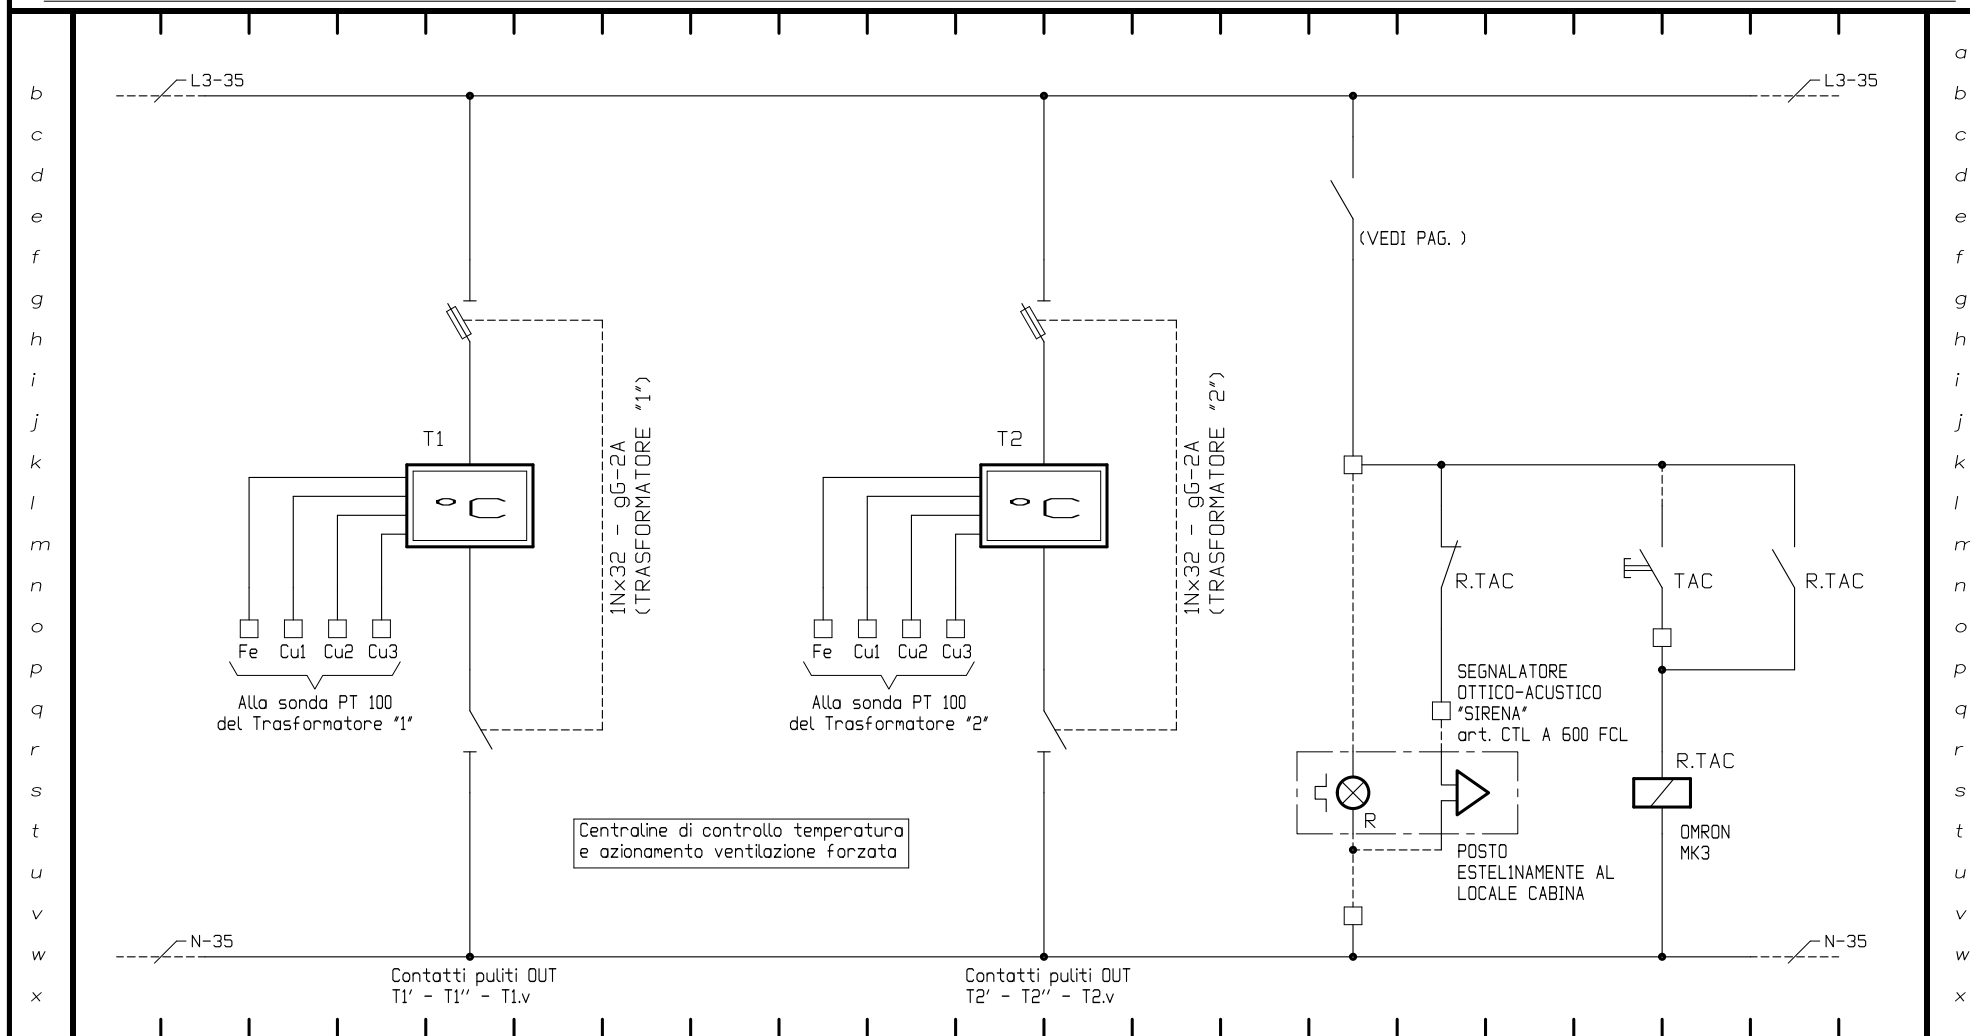 a
b
b
c
c
d
d
e
e
f
f
g
g
h
h
i
i
j
j
k
k
l
l
m
m
n
n
o
o
p
p
q
q
r
r
s
s
t
t
u
u
v
v
w
w
x
x
L3-35
L3-35
(VEDI PAG. )
T1
°C
1Nx32 - gG-2A
(TRASFORMATORE "1")
Fe Cu1 Cu2 Cu3
Alla sonda PT 100
del Trasformatore "1"
T2
°C
1Nx32 - gG-2A
(TRASFORMATORE "2")
Fe Cu1 Cu2 Cu3
Alla sonda PT 100
del Trasformatore "2"
R.TAC
TAC
R.TAC
SEGNALATORE
OTTICO-ACUSTICO
"SIRENA"
art. CTL A 600 FCL
R.TAC
R
OMRON
MK3
POSTO
ESTEL1NAMENTE AL
LOCALE CABINA
Centraline di controllo temperatura
e azionamento ventilazione forzata
N-35
N-35
Contatti puliti OUT
T1' - T1'' - T1.v
Contatti puliti OUT
T2' - T2'' - T2.v